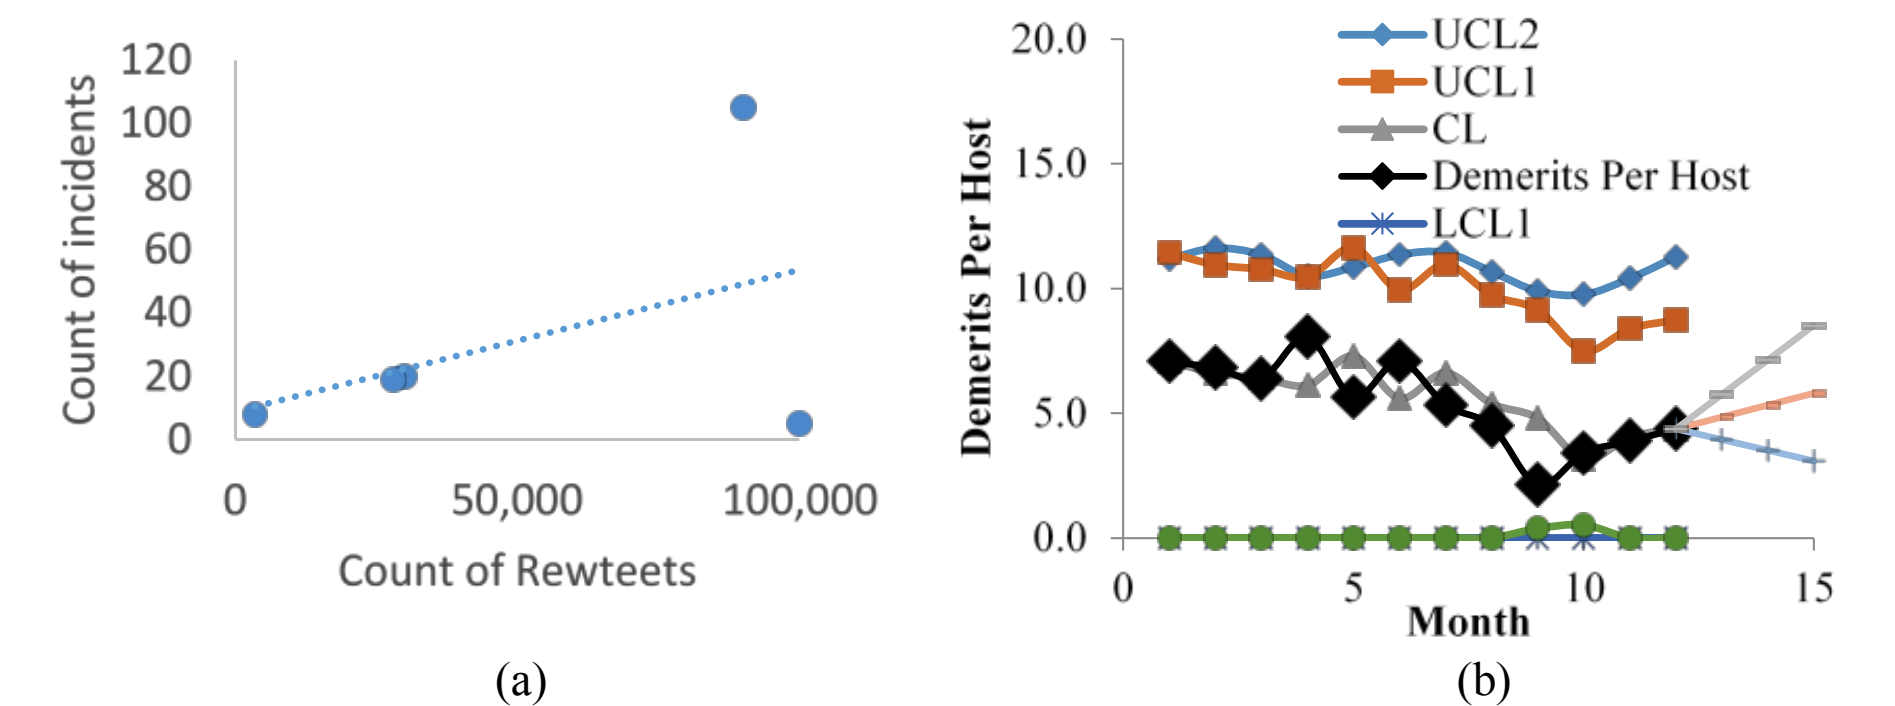 120
100
80
60
40
20
0
Count of incidents
0 50,000 100,000
Count of Rewteets
(a)
UCL2
UCL1
CL
Demerits Per Host
LCL1
20.0
15.0
10.0
5.0
0.0
Demerits Per Host
0 5 10 15
Month
(b)